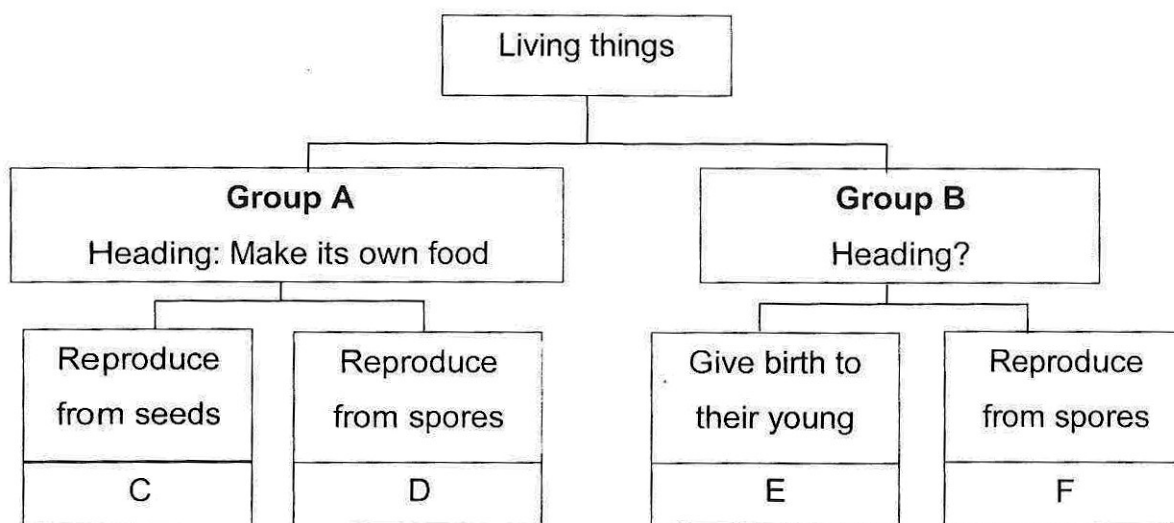 Living things
Group A
Heading: Make its own food
Group B
Heading?
Reproduce
from seeds
C
Reproduce
from spores
D
Give birth to
their young
E
Reproduce
from spores
F